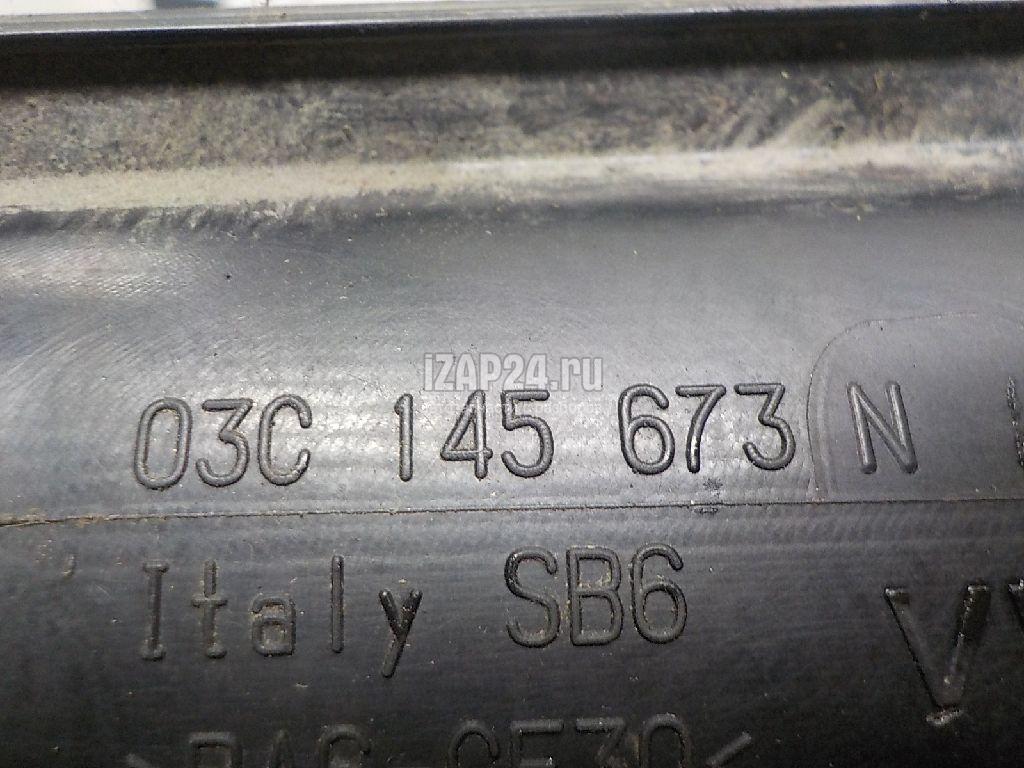 iZAP24.ru
03C 145 673 N
Italy SB6